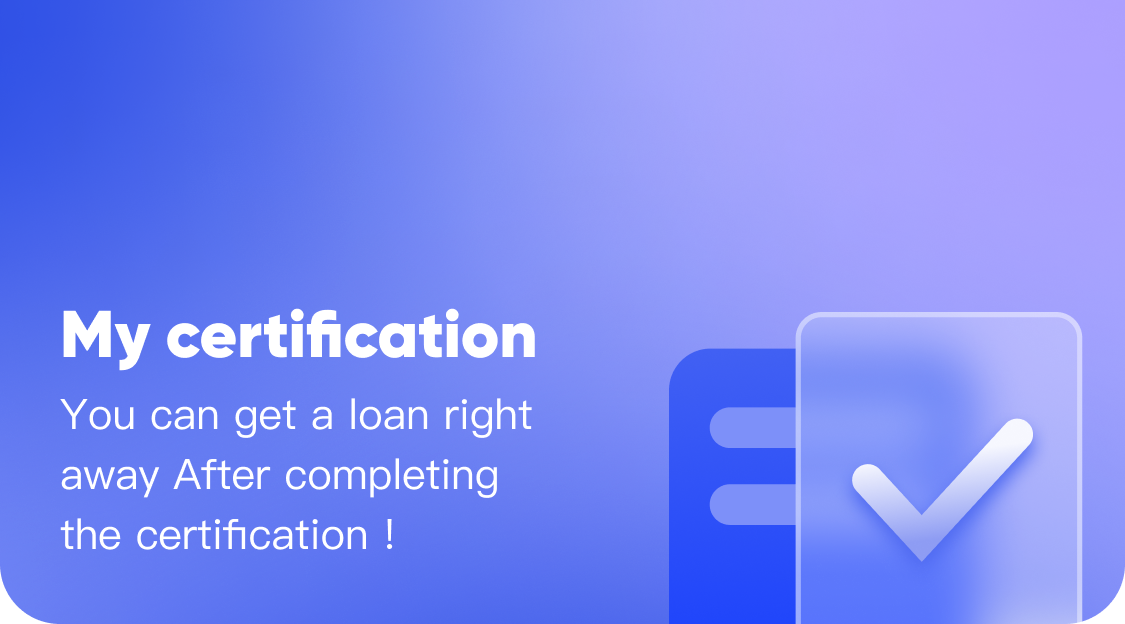 My certification
You can get a loan right
away After completing
the certification !